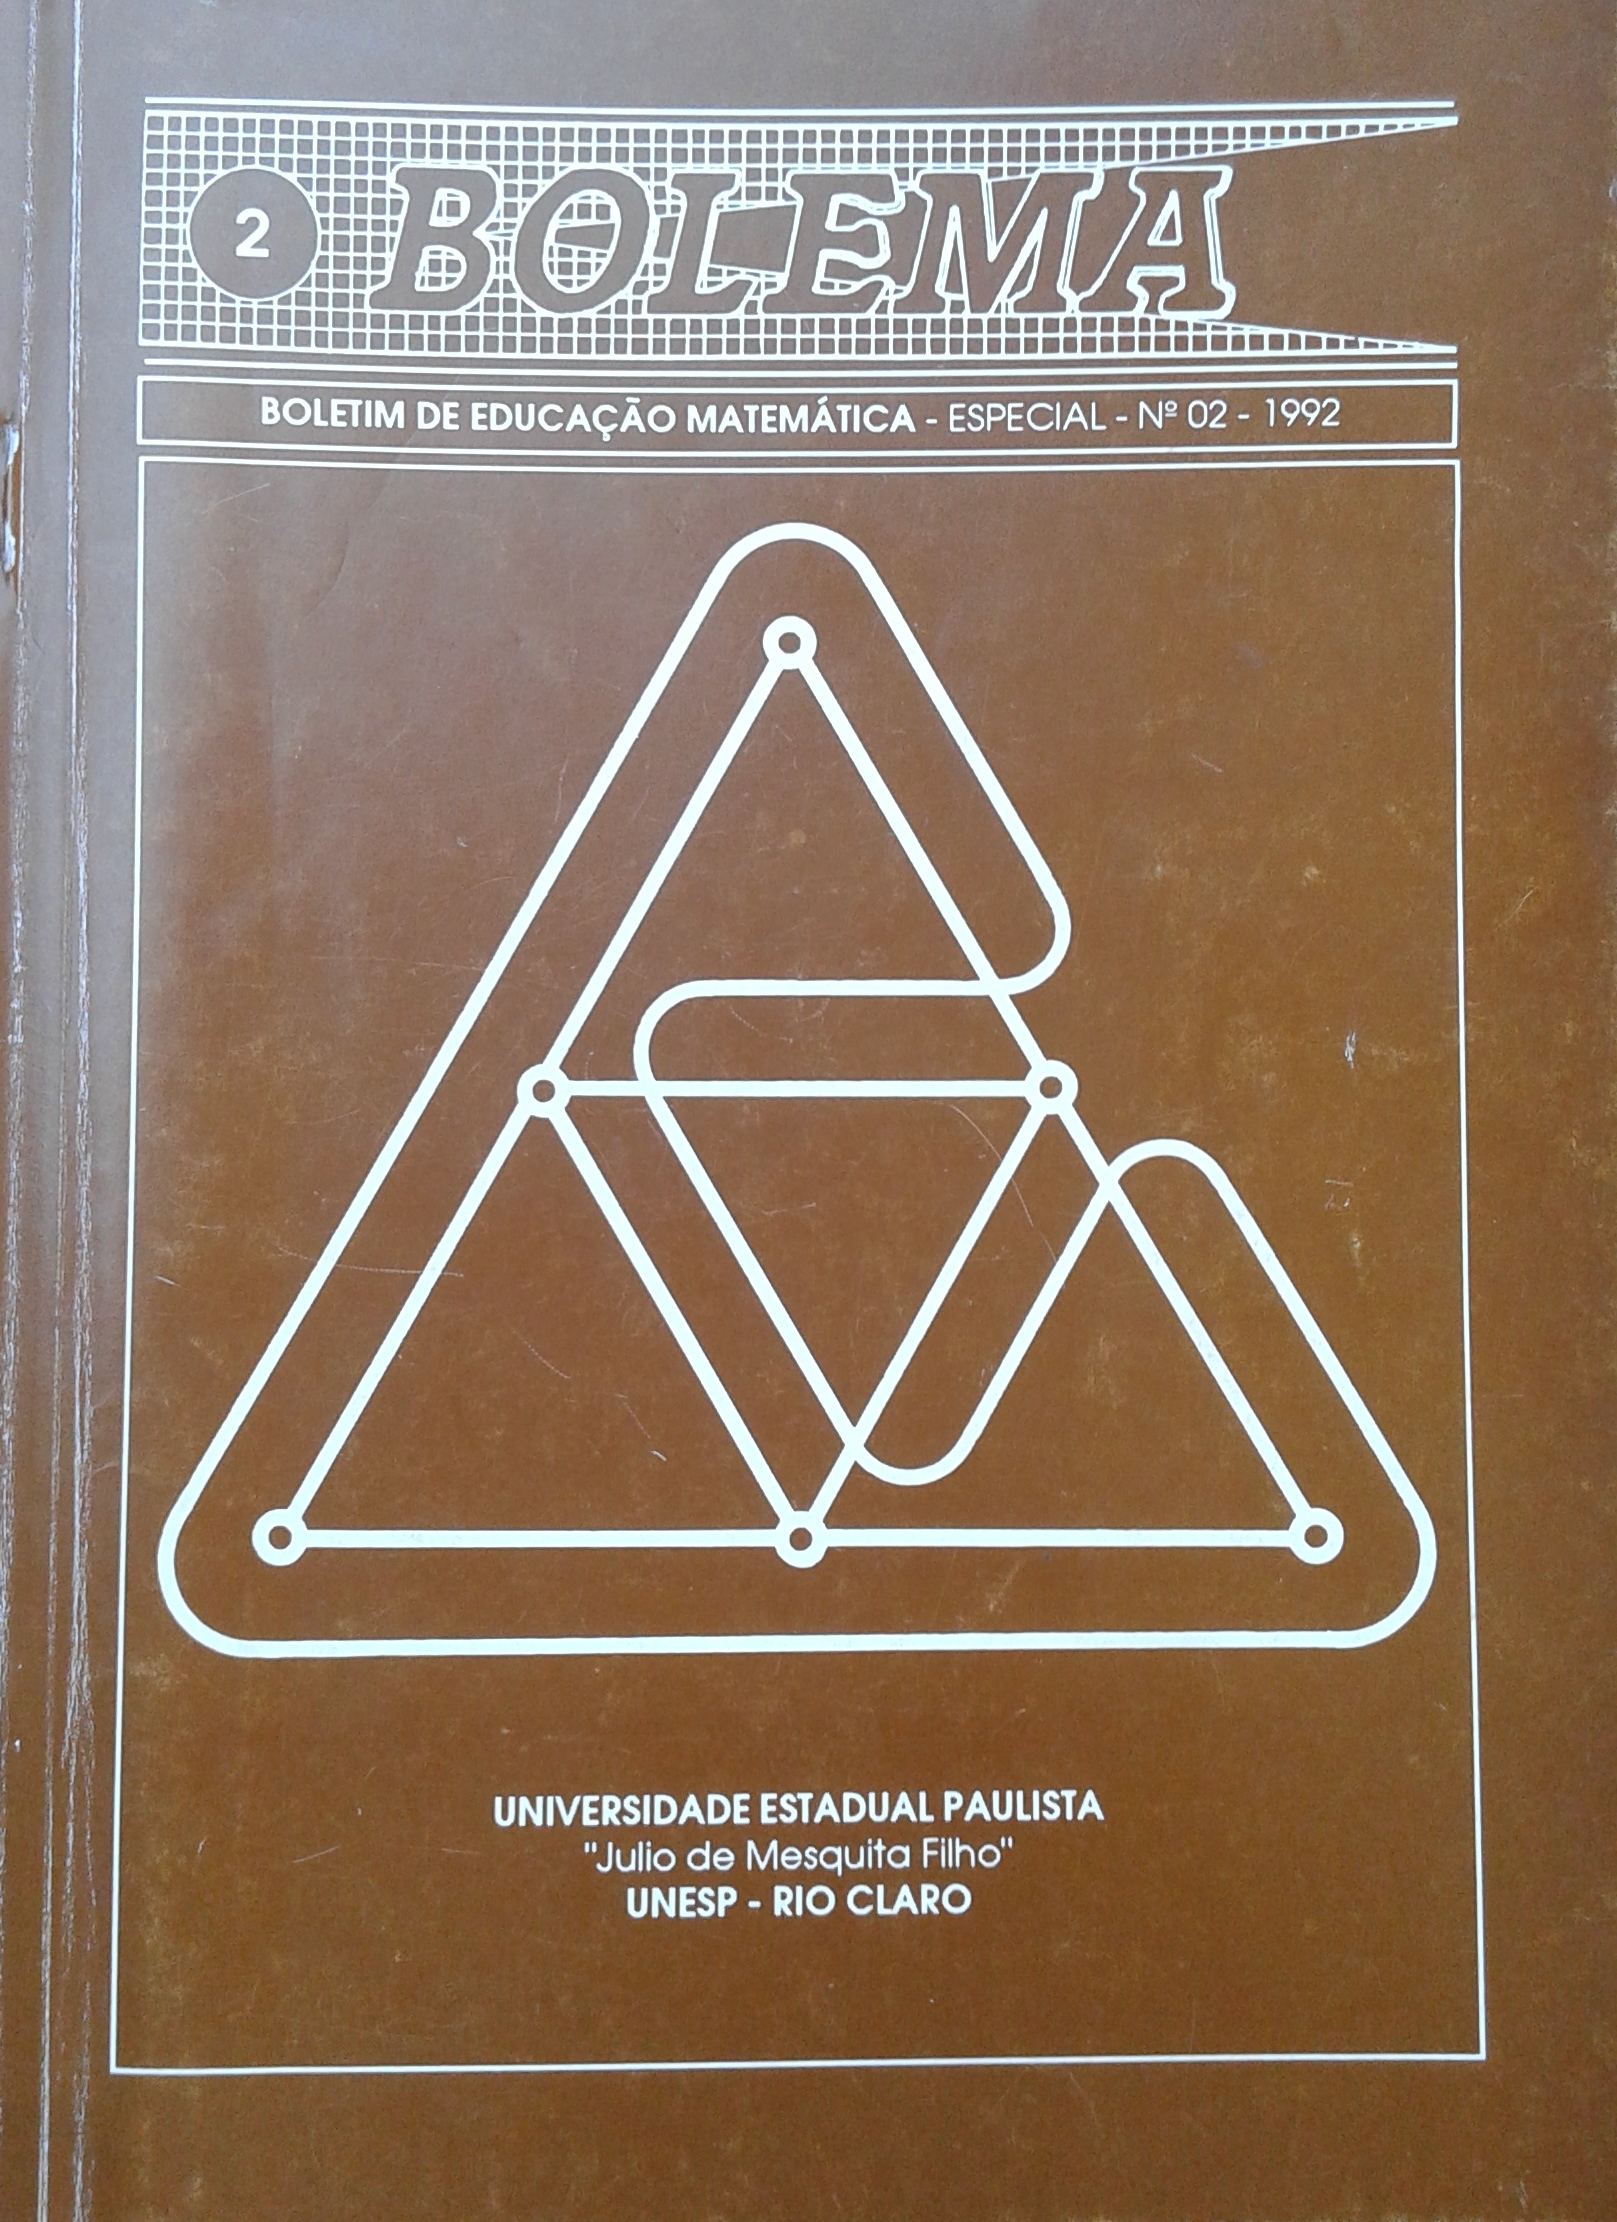 2 BOLEMA
BOLETIM DE EDUCAÇÃO MATEMÁTICA - ESPECIAL - Nº 02 - 1992
UNIVERSIDADE ESTADUAL PAULISTA
"Julio de Mesquita Filho"
UNESP - RIO CLARO